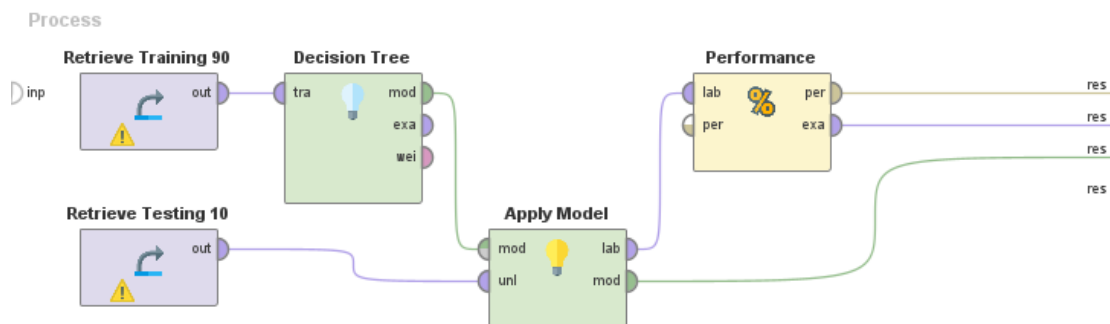 Process
Retrieve Training 90
Decision Tree
Performance
inp
out
tra
mod
exa
wei
lab
per
per
exa
res
res
res
res
Retrieve Testing 10
Apply Model
out
mod
unl
lab
mod
%